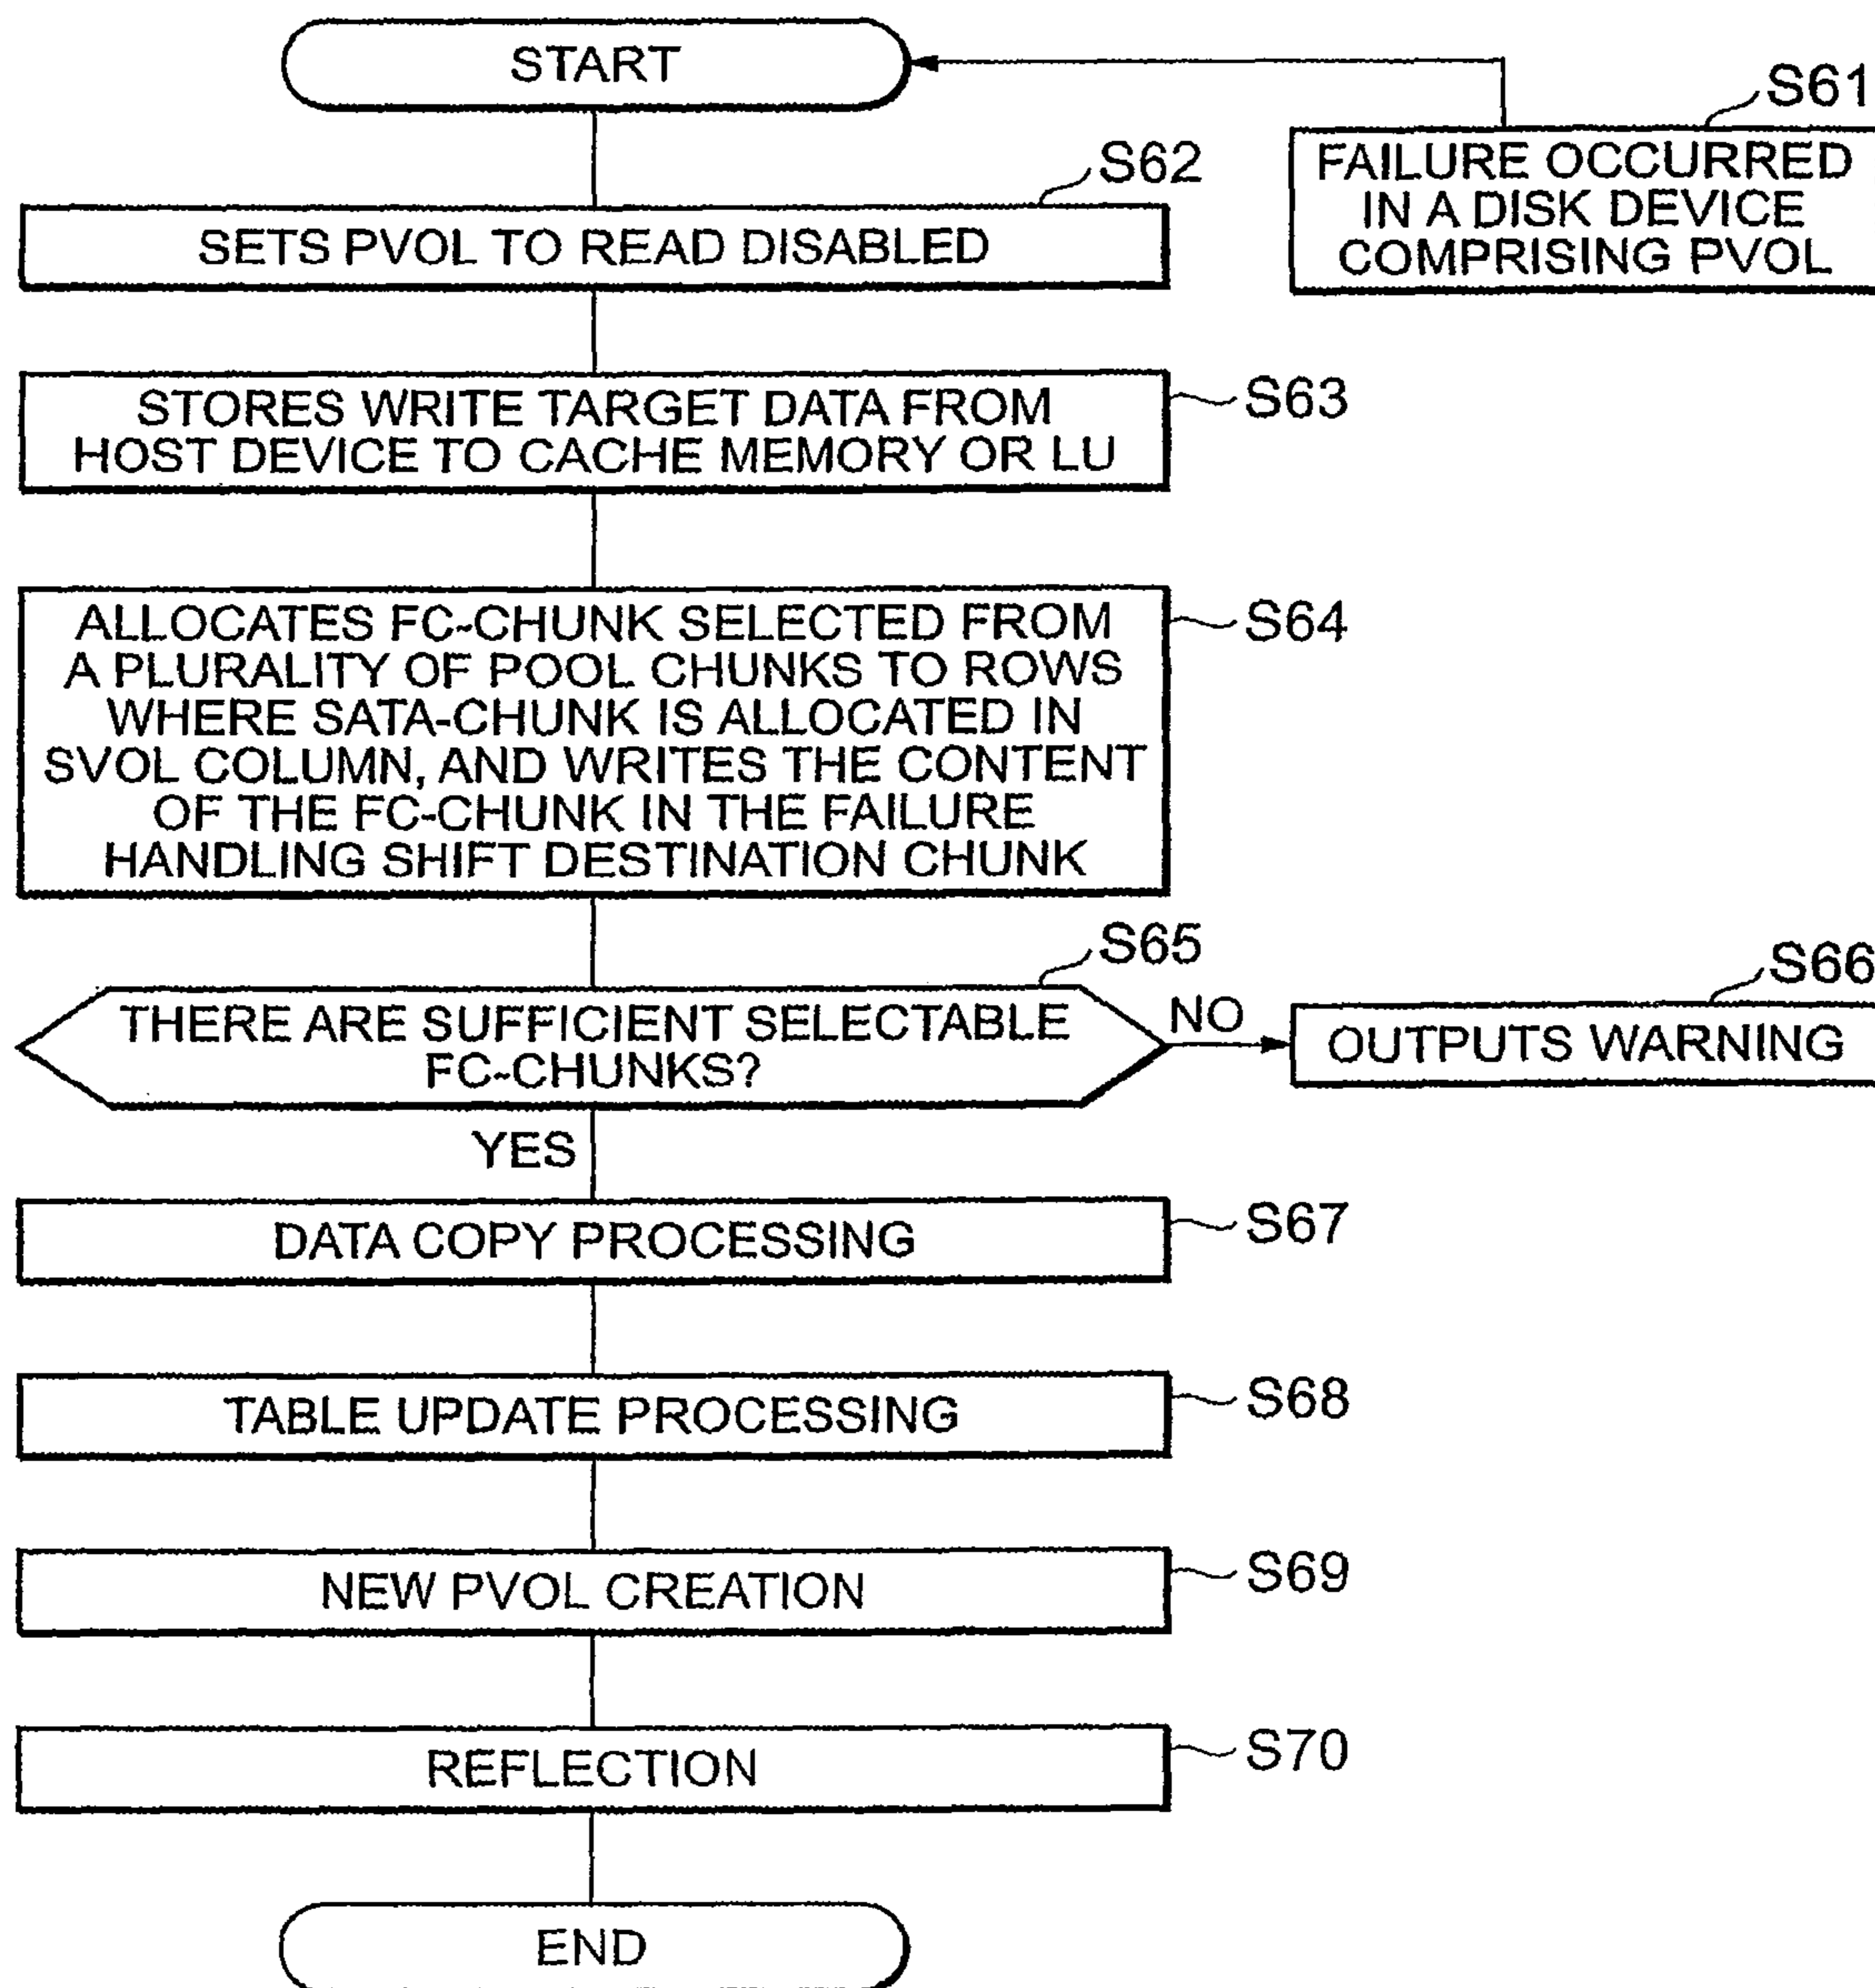 START
S61
FAILURE OCCURRED
IN A DISK DEVICE
COMPRISING PVOL
S62
SETS PVOL TO READ DISABLED
STORES WRITE TARGET DATA FROM
HOST DEVICE TO CACHE MEMORY OR LU
S63
ALLOCATES FC-CHUNK SELECTED FROM
A PLURALITY OF POOL CHUNKS TO ROWS
WHERE SATA-CHUNK IS ALLOCATED IN
SVOL COLUMN, AND WRITES THE CONTENT
OF THE FC-CHUNK IN THE FAILURE
HANDLING SHIFT DESTINATION CHUNK
S64
S65
THERE ARE SUFFICIENT SELECTABLE
FC-CHUNKS?
NO
S66
OUTPUTS WARNING
YES
DATA COPY PROCESSING
S67
TABLE UPDATE PROCESSING
S68
NEW PVOL CREATION
S69
REFLECTION
S70
END